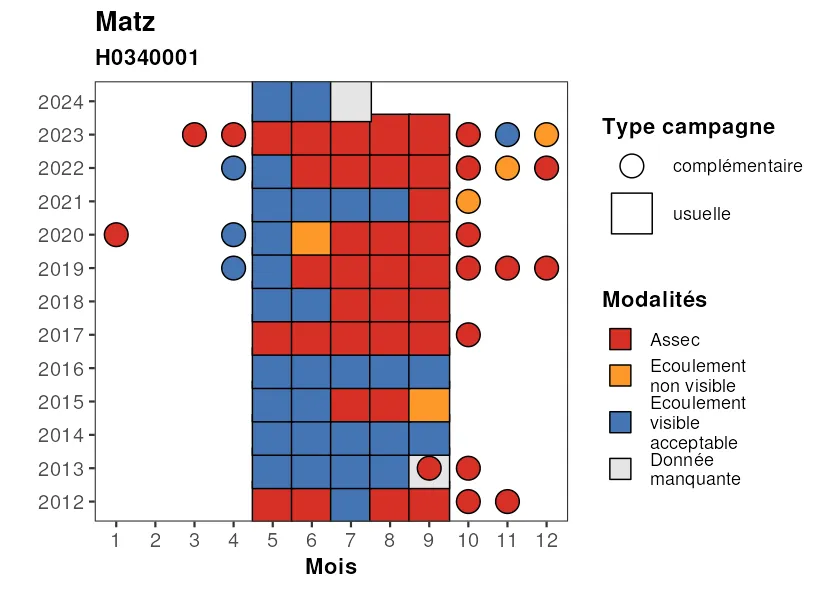 Matz
H0340001
2024
2023
2022
2021
2020
2019
2018
2017
2016
2015
2014
2013
2012
1 2 3 4 5 6 7 8 9 10 11 12
Mois
Type campagne
complémentaire
usuelle
Modalités
Assec
Ecoulement
non visible
Ecoulement
visible
acceptable
Donnée
manquante